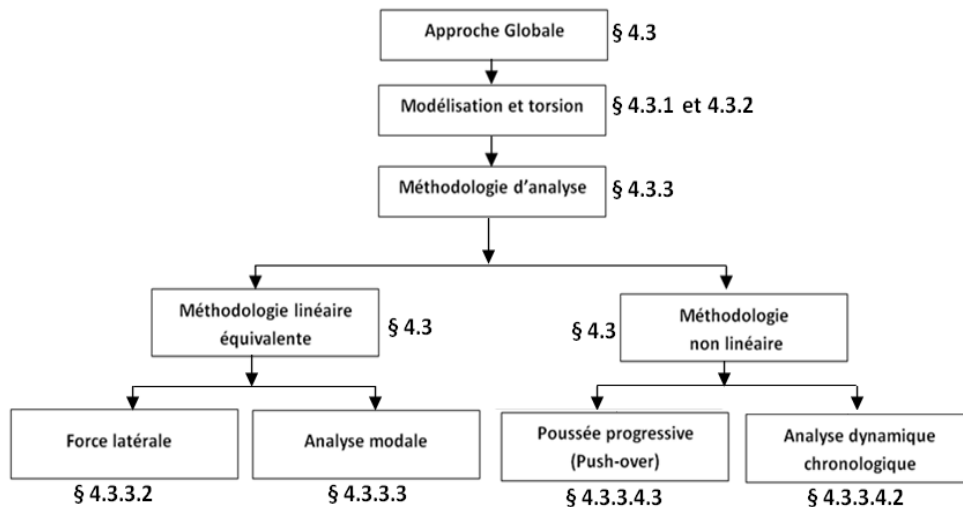 Approche Globale
§ 4.3
Modélisation et torsion
§ 4.3.1 et 4.3.2
Méthodologie d'analyse
§ 4.3.3
Méthodologie linéaire
équivalente
§ 4.3
§ 4.3
Méthodologie
non linéaire
Force latérale
Analyse modale
Poussée progressive
(Push-over)
Analyse dynamique
chronologique
§ 4.3.3.2
§ 4.3.3.3
§ 4.3.3.4.3
§ 4.3.3.4.2